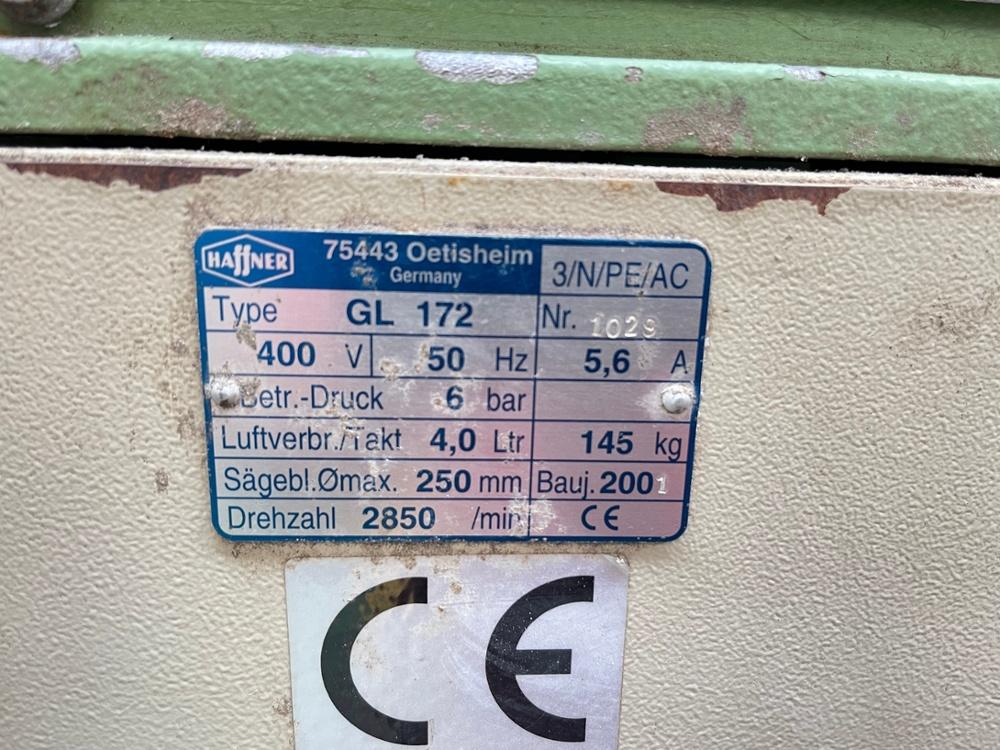 HAFFNER 75443 Oetisheim
Germany
3/N/PE/AC
Type GL 172 Nr. 1029
400 V 50 Hz 5,6 A
Betr.-Druck 6 bar
Luftverbr./Takt 4,0 Ltr 145 kg
Sägebl.Ømax. 250 mm Bauj. 2001
Drehzahl 2850 /min CE
CE